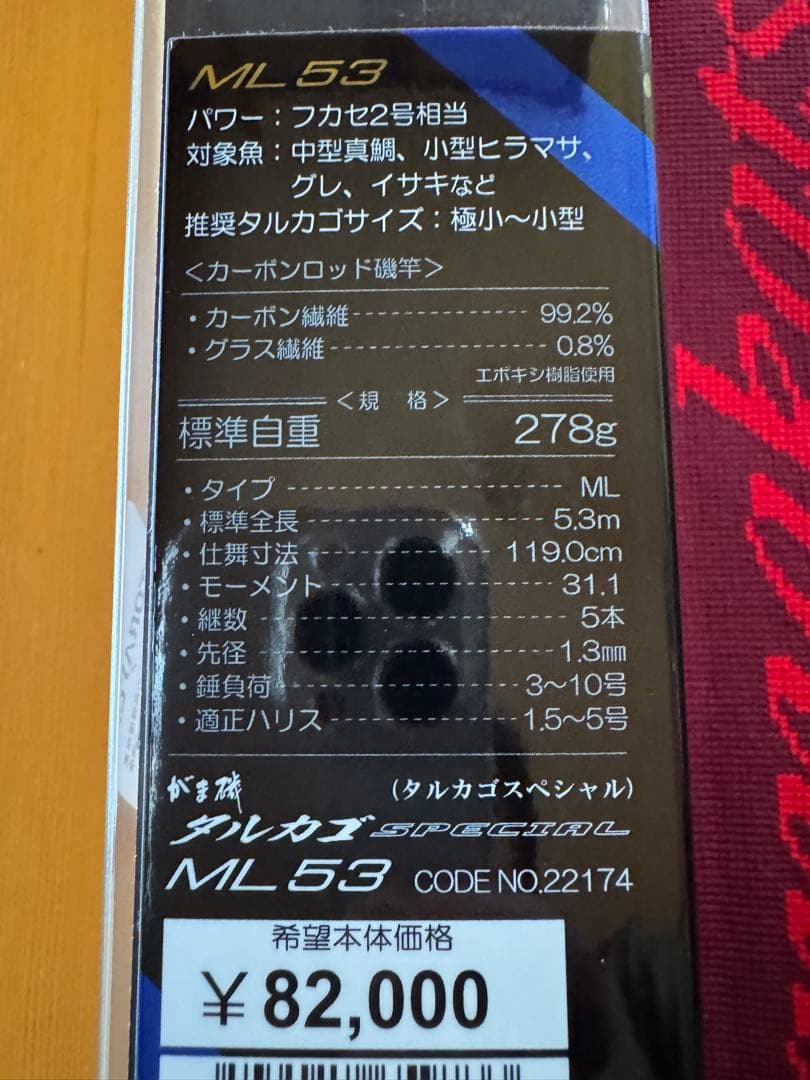 ML 53
パワー：フカセ2号相当
対象魚：中型真鯛、小型ヒラマサ、
グレ、イサキなど
推奨タルカゴサイズ：極小〜小型
＜カーボンロッド磯竿＞
・カーボン繊維 99.2%
・グラス繊維 0.8%
エポキシ樹脂使用
＜規 格＞
標準自重 278g
・タイプ ML
・標準全長 5.3m
・仕舞寸法 119.0cm
・モーメント 31.1
・継数 5本
・先径 1.3㎜
・錘負荷 3〜10号
・適正ハリス 1.5〜5号
がま磯 (タルカゴスペシャル)
タルカゴ SPECIAL
ML 53 CODE NO.22174
希望本体価格
￥82,000